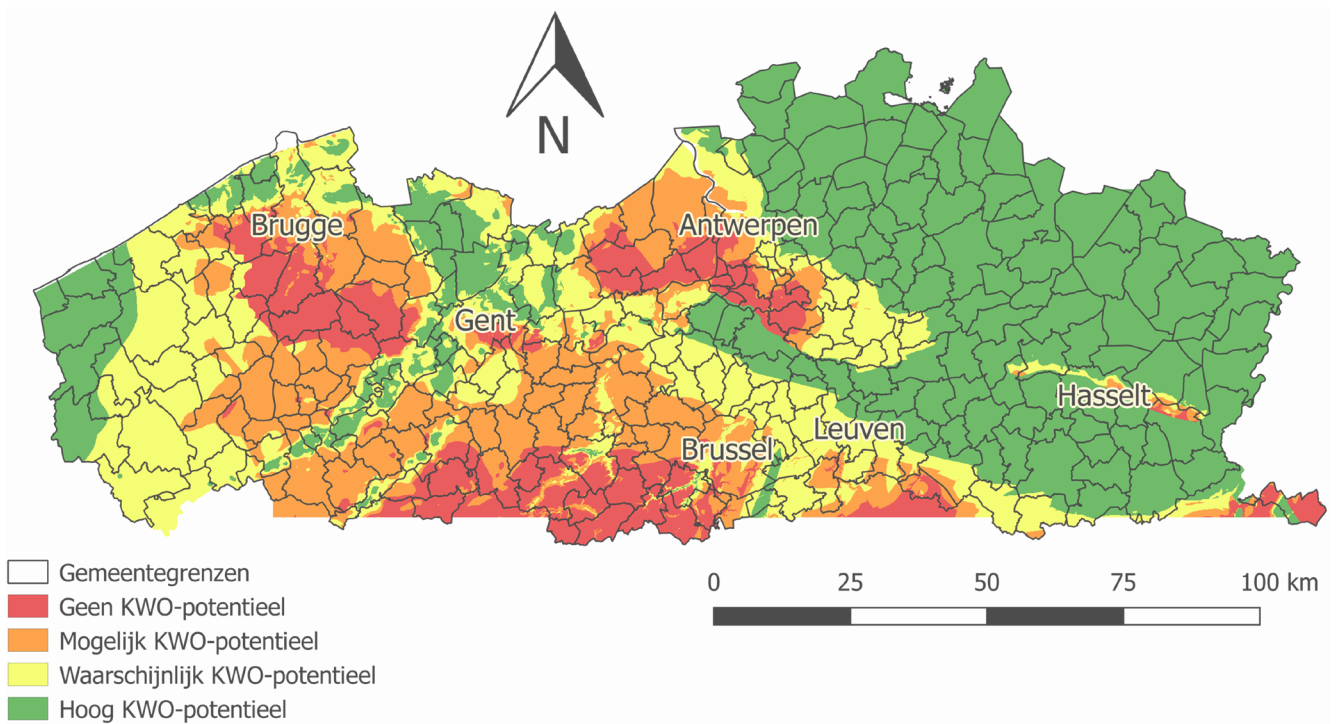 N
Brugge
Antwerpen
Gent
Hasselt
Leuven
Brussel
Gemeentegrenzen
Geen KWO-potentieel
Mogelijk KWO-potentieel
Waarschijnlijk KWO-potentieel
Hoog KWO-potentieel
0 25 50 75 100 km